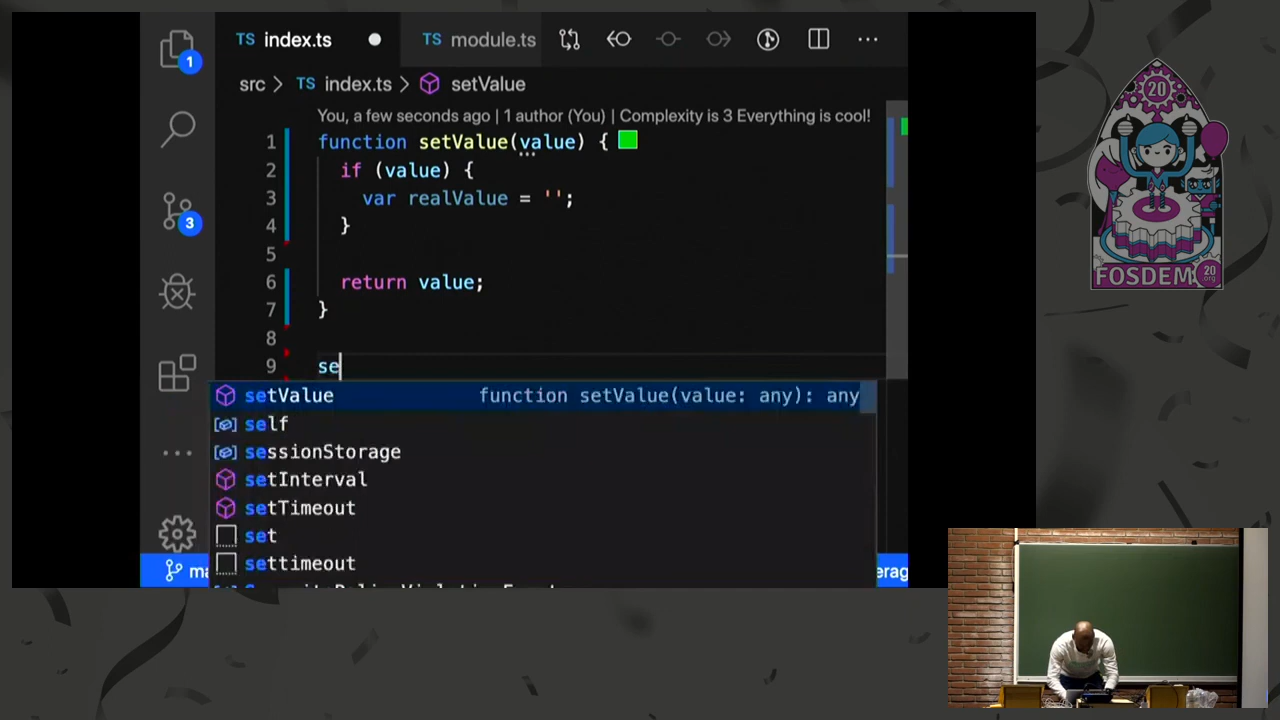 TS index.ts
TS module.ts
1
src > TS index.ts > setValue
You, a few seconds ago | 1 author (You) | Complexity is 3 Everything is cool!
1 function setValue(value) {
2 if (value) {
3 var realValue = '';
4 }
5
6 return value;
7 }
8
9 se
3
setValue function setValue(value: any): any
self
sessionStorage
setInterval
setTimeout
set
settimeout
20
FOSDEM
20
.org